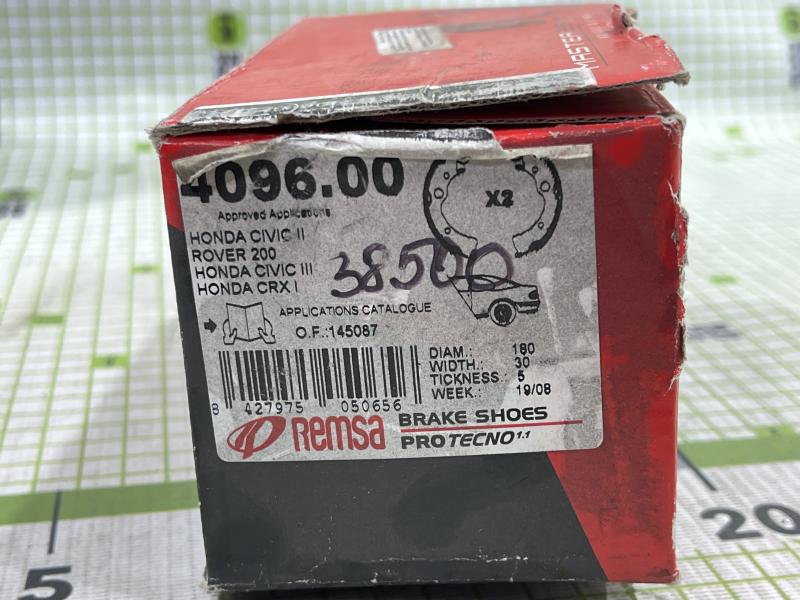 MASTER
4096.00
X2
Approved Applications
HONDA CIVIC II
ROVER 200
HONDA CIVIC III
HONDA CRX I
38500
APPLICATIONS CATALOGUE
O.F.:145087
DIAM.: 180
WIDTH.: 30
TICKNESS.: 5
WEEK.: 19/08
8 427975 050656
Remsa
BRAKE SHOES
PROTECNO1.1
5
20